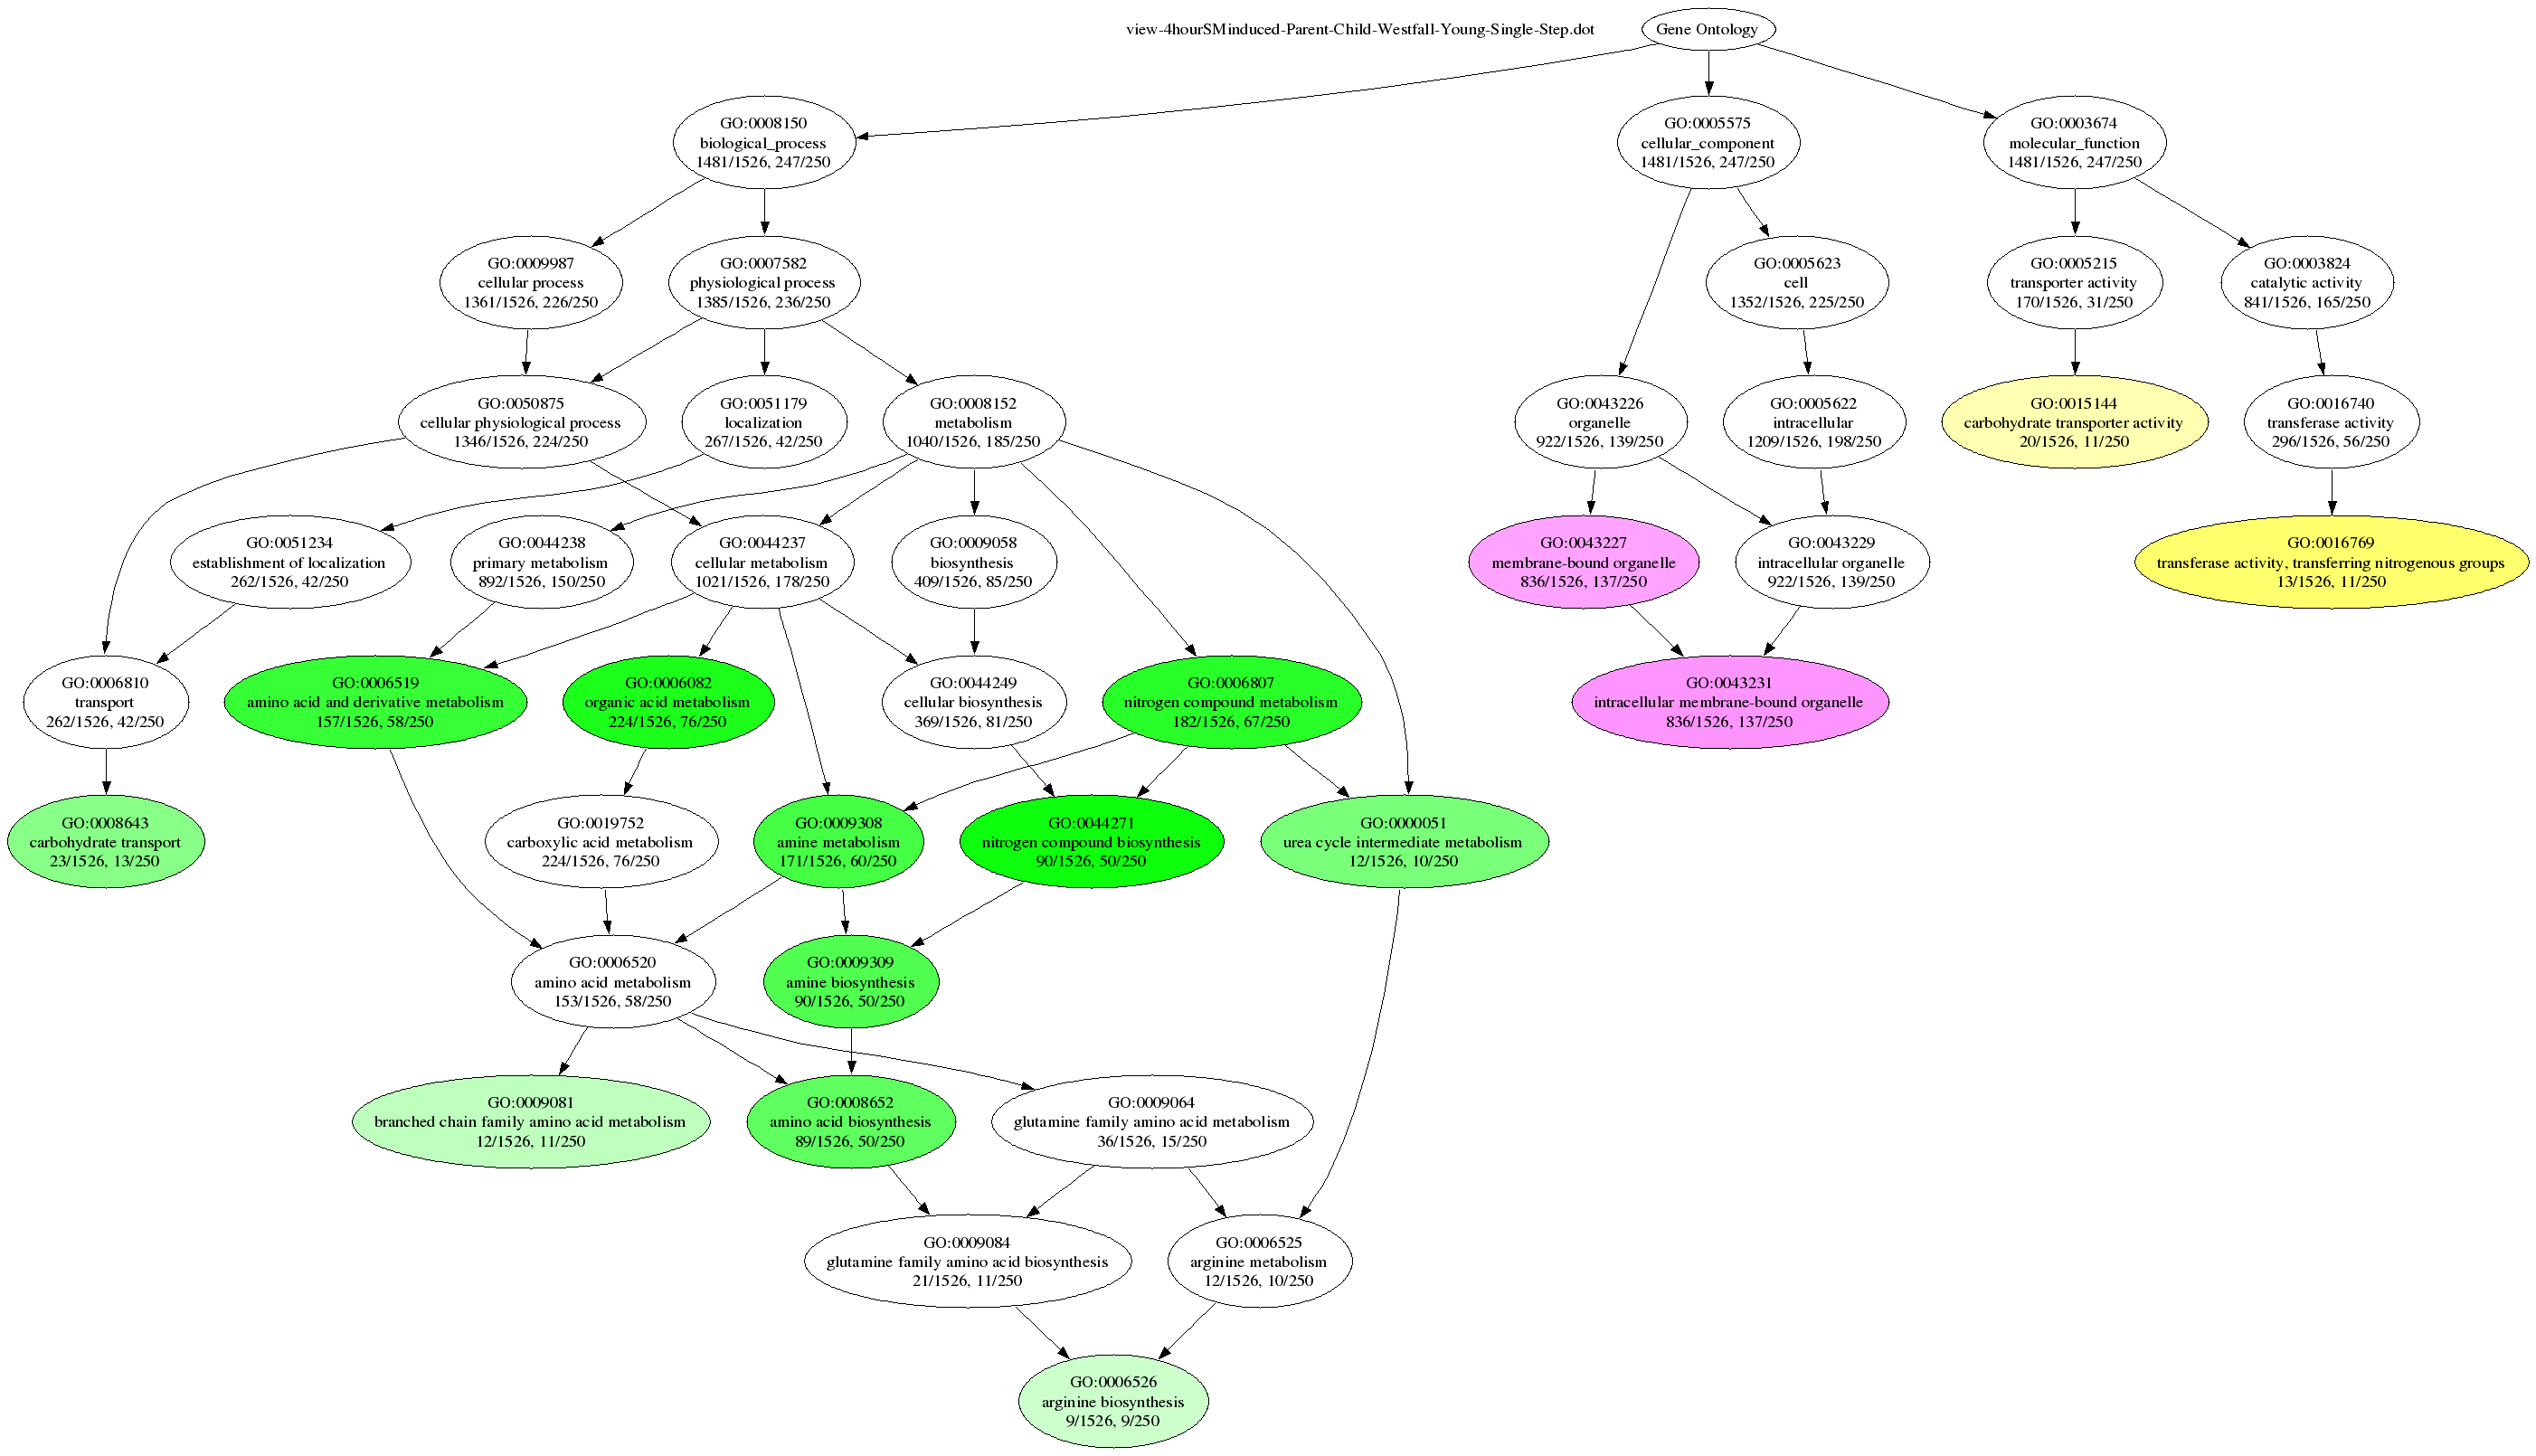 view-4hourSMinduced-Parent-Child-Westfall-Young-Single-Step.dot
Gene Ontology
GO:0008150
biological_process
1481/1526, 247/250
GO:0005575
cellular_component
1481/1526, 247/250
GO:0003674
molecular_function
1481/1526, 247/250
GO:0009987
cellular process
1361/1526, 226/250
GO:0007582
physiological process
1385/1526, 236/250
GO:0005623
cell
1352/1526, 225/250
GO:0005215
transporter activity
170/1526, 31/250
GO:0003824
catalytic activity
841/1526, 165/250
GO:0050875
cellular physiological process
1346/1526, 224/250
GO:0051179
localization
267/1526, 42/250
GO:0008152
metabolism
1040/1526, 185/250
GO:0043226
organelle
922/1526, 139/250
GO:0005622
intracellular
1209/1526, 198/250
GO:0015144
carbohydrate transporter activity
20/1526, 11/250
GO:0016740
transferase activity
296/1526, 56/250
GO:0051234
establishment of localization
262/1526, 42/250
GO:0044238
primary metabolism
892/1526, 150/250
GO:0044237
cellular metabolism
1021/1526, 178/250
GO:0009058
biosynthesis
409/1526, 85/250
GO:0043227
membrane-bound organelle
836/1526, 137/250
GO:0043229
intracellular organelle
922/1526, 139/250
GO:0016769
transferase activity, transferring nitrogenous groups
13/1526, 11/250
GO:0006810
transport
262/1526, 42/250
GO:0006519
amino acid and derivative metabolism
157/1526, 58/250
GO:0006082
organic acid metabolism
224/1526, 76/250
GO:0044249
cellular biosynthesis
369/1526, 81/250
GO:0006807
nitrogen compound metabolism
182/1526, 67/250
GO:0043231
intracellular membrane-bound organelle
836/1526, 137/250
GO:0008643
carbohydrate transport
23/1526, 13/250
GO:0019752
carboxylic acid metabolism
224/1526, 76/250
GO:0009308
amine metabolism
171/1526, 60/250
GO:0044271
nitrogen compound biosynthesis
90/1526, 50/250
GO:0000051
urea cycle intermediate metabolism
12/1526, 10/250
GO:0006520
amino acid metabolism
153/1526, 58/250
GO:0009309
amine biosynthesis
90/1526, 50/250
GO:0009081
branched chain family amino acid metabolism
12/1526, 11/250
GO:0008652
amino acid biosynthesis
89/1526, 50/250
GO:0009064
glutamine family amino acid metabolism
36/1526, 15/250
GO:0009084
glutamine family amino acid biosynthesis
21/1526, 11/250
GO:0006525
arginine metabolism
12/1526, 10/250
GO:0006526
arginine biosynthesis
9/1526, 9/250